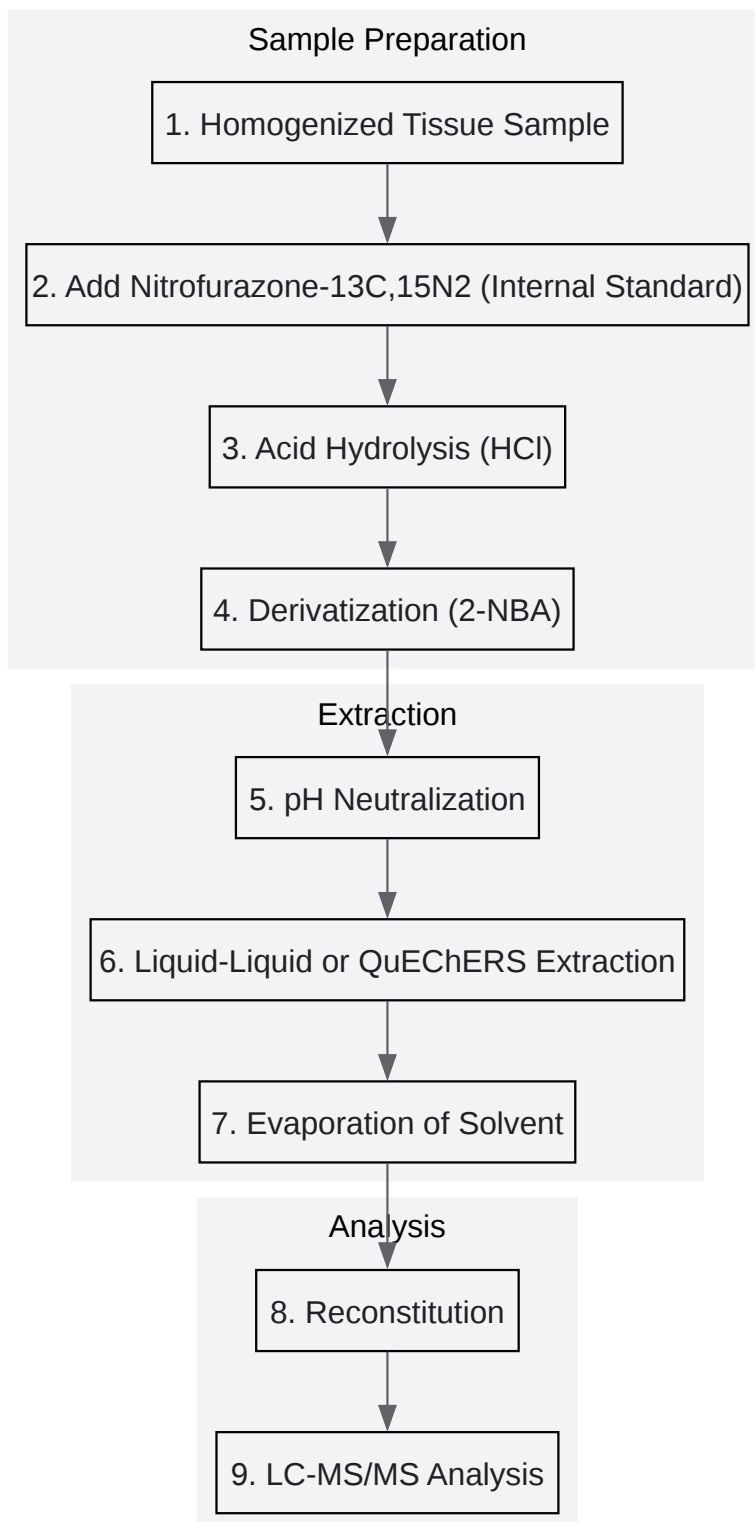 Sample Preparation
1. Homogenized Tissue Sample
2. Add Nitrofurazone-13C,15N2 (Internal Standard)
3. Acid Hydrolysis (HCl)
4. Derivatization (2-NBA)
Extraction
5. pH Neutralization
6. Liquid-Liquid or QuEChERS Extraction
7. Evaporation of Solvent
Analysis
8. Reconstitution
9. LC-MS/MS Analysis